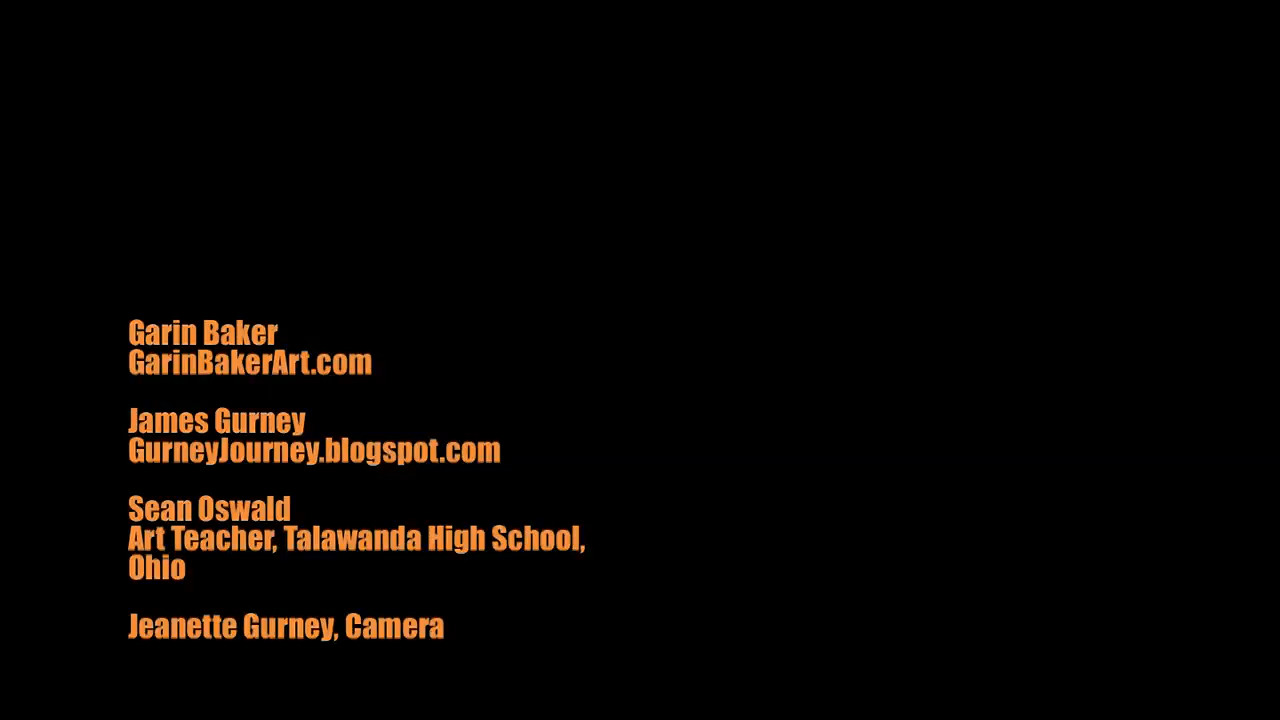 Garin Baker
GarinBakerArt.com
James Gurney
GurneyJourney.blogspot.com
Sean Oswald
Art Teacher, Talawanda High School,
Ohio
Jeanette Gurney, Camera